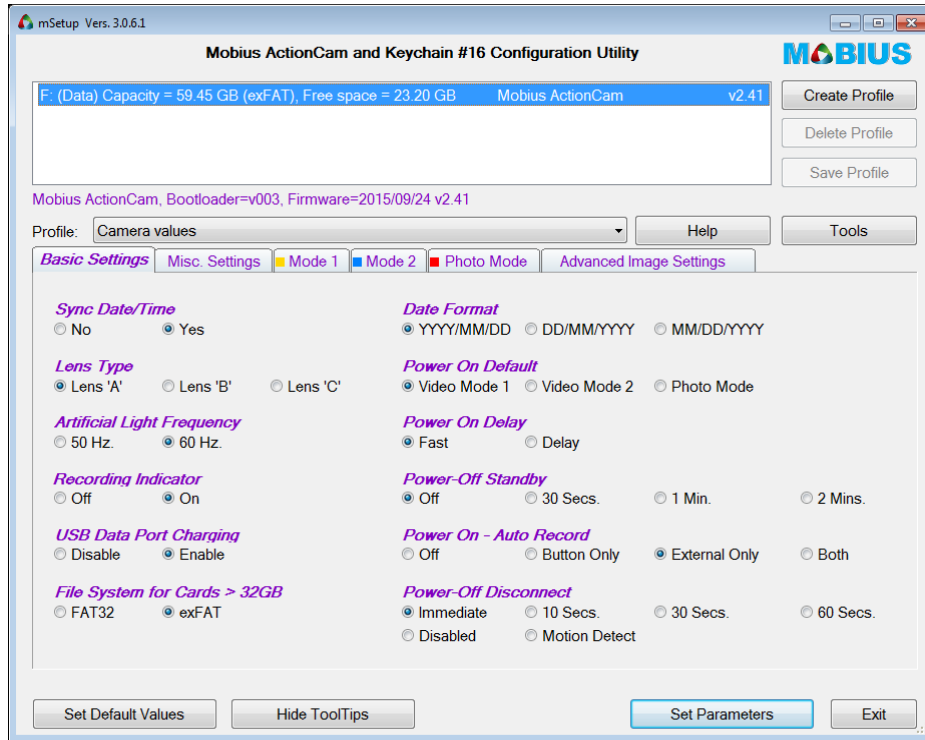 mSetup Vers. 3.0.6.1
Mobius ActionCam and Keychain #16 Configuration Utility
MOBIUS
F: (Data) Capacity = 59.45 GB (exFAT), Free space = 23.20 GB Mobius ActionCam v2.41
Create Profile
Delete Profile
Save Profile
Mobius ActionCam, Bootloader=v003, Firmware=2015/09/24 v2.41
Profile: Camera values Help Tools
Basic Settings Misc. Settings Mode 1 Mode 2 Photo Mode Advanced Image Settings
Sync Date/Time Date Format
No Yes YYYY/MM/DD DD/MM/YYYY MM/DD/YYYY
Lens Type Power On Default
Lens 'A' Lens 'B' Lens 'C' Video Mode 1 Video Mode 2 Photo Mode
Artificial Light Frequency Power On Delay
50 Hz. 60 Hz. Fast Delay
Recording Indicator Power-Off Standby
Off On Off 30 Secs. 1 Min. 2 Mins.
USB Data Port Charging Power On - Auto Record
Disable Enable Off Button Only External Only Both
File System for Cards > 32GB Power-Off Disconnect
FAT32 exFAT Immediate 10 Secs. 30 Secs. 60 Secs.
Disabled Motion Detect
Set Default Values Hide ToolTips Set Parameters Exit